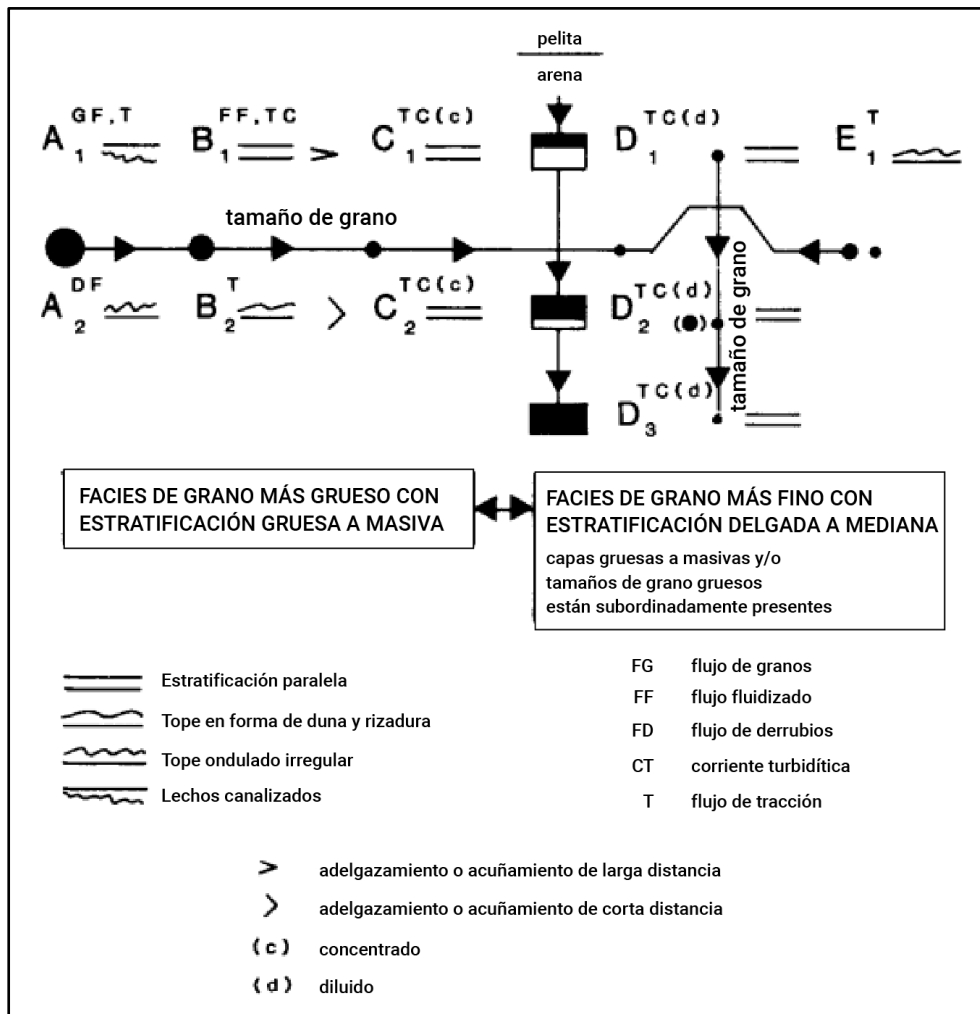 pelita
arena
A1 GF,T
B1 FF,TC >
C1 TC(c)
D1 TC(d)
E1 T
tamaño de grano
A2 DF
B2 T >
C2 TC(c)
D2 TC(d)
(●)
D3 TC(d)
tamaño de grano
FACIES DE GRANO MÁS GRUESO CON
ESTRATIFICACIÓN GRUESA A MASIVA
FACIES DE GRANO MÁS FINO CON
ESTRATIFICACIÓN DELGADA A MEDIANA
capas gruesas a masivas y/o
tamaños de grano gruesos
están subordinadamente presentes
Estratificación paralela
Tope en forma de duna y rizadura
Tope ondulado irregular
Lechos canalizados
FG flujo de granos
FF flujo fluidizado
FD flujo de derrubios
CT corriente turbidítica
T flujo de tracción
> adelgazamiento o acuñamiento de larga distancia
> adelgazamiento o acuñamiento de corta distancia
(c) concentrado
(d) diluido